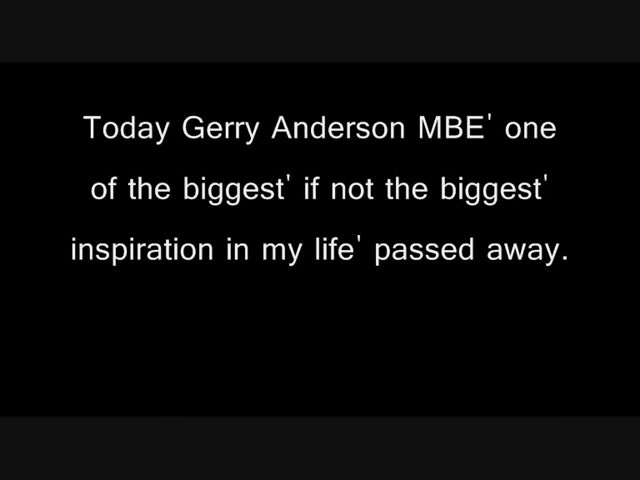 Today Gerry Anderson MBE' one
of the biggest' if not the biggest'
inspiration in my life' passed away.